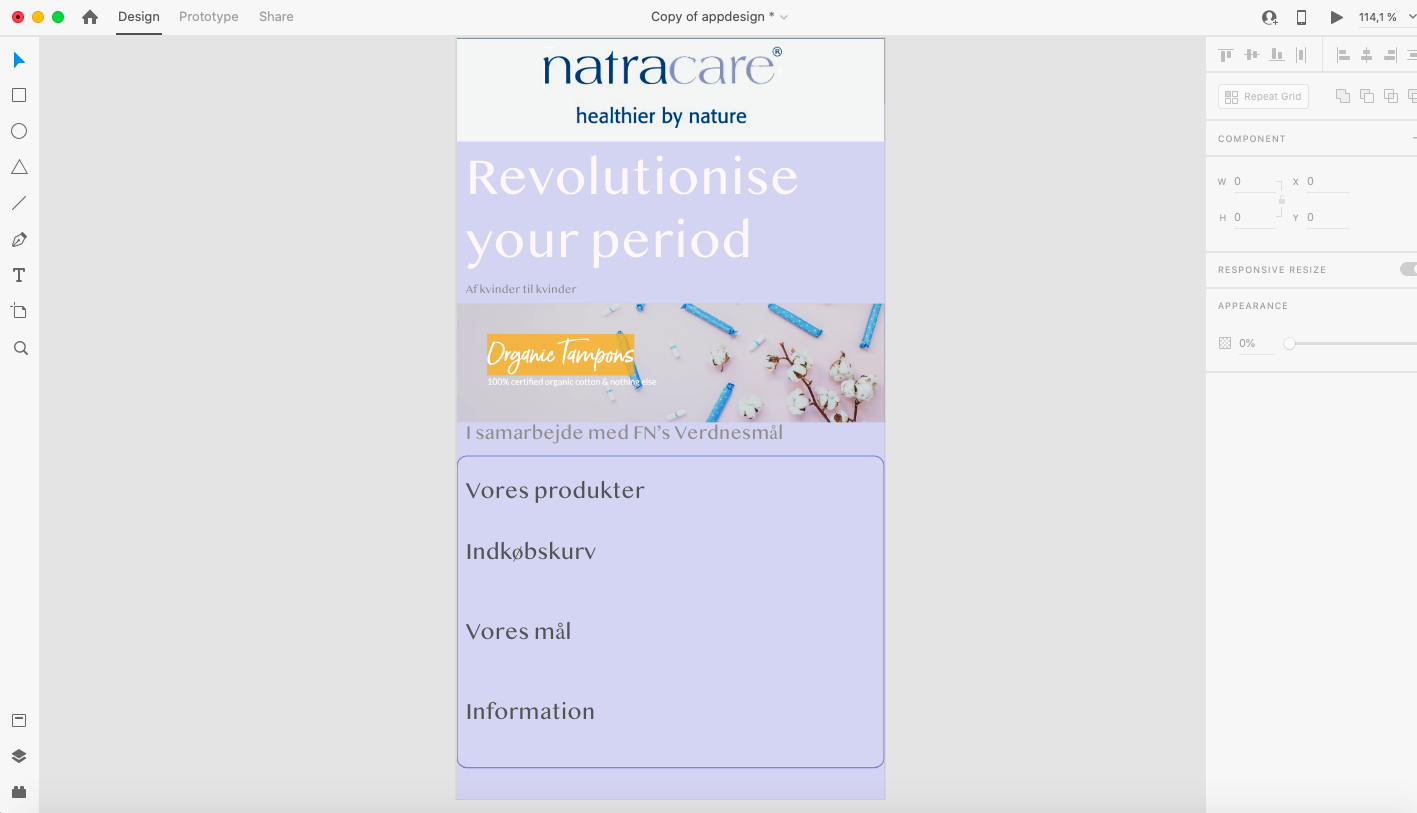 Design Prototype Share
Copy of appdesign *
114,1 %
natracare®
healthier by nature
Revolutionise
your period
Af kvinder til kvinder
Organic Tampons
100% certified organic cotton & nothing else
I samarbejde med FN's Verdnesmål
Vores produkter
Indkøbskurv
Vores mål
Information
Repeat Grid
COMPONENT
W 0 X 0
H 0 Y 0
RESPONSIVE RESIZE
APPEARANCE
0%